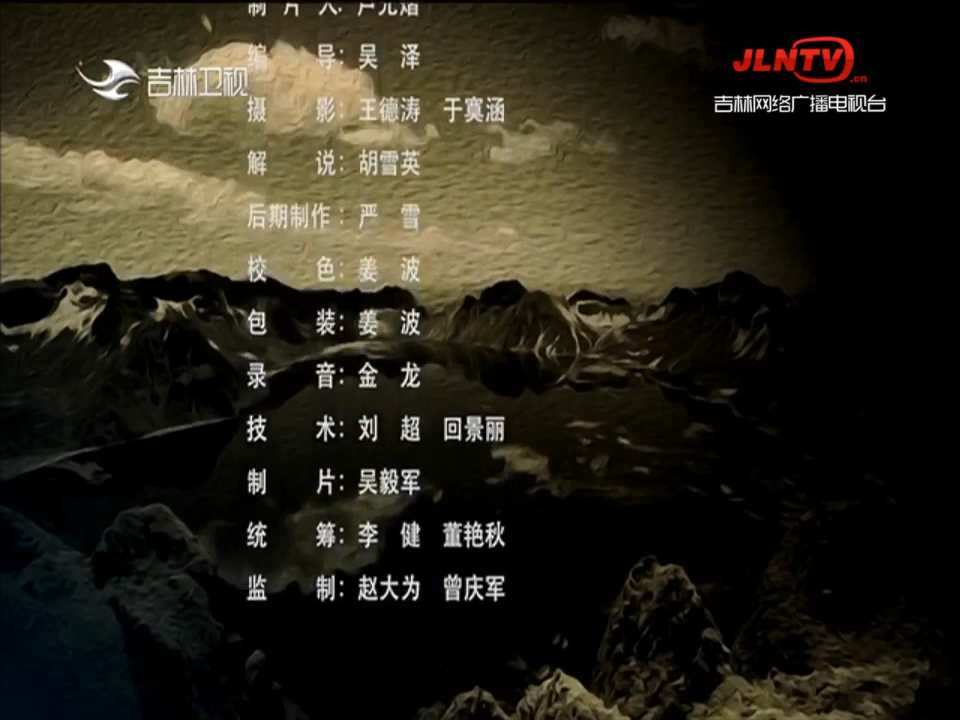 编 导: 吴 泽
吉林卫视
JLNTV.cn
吉林网络广播电视台
摄 影: 王德涛 于寞涵
解 说: 胡雪英
后期制作: 严 雪
校 色: 姜 波
包 装: 姜 波
录 音: 金 龙
技 术: 刘 超 回景丽
制 片: 吴毅军
统 筹: 李 健 董艳秋
监 制: 赵大为 曾庆军